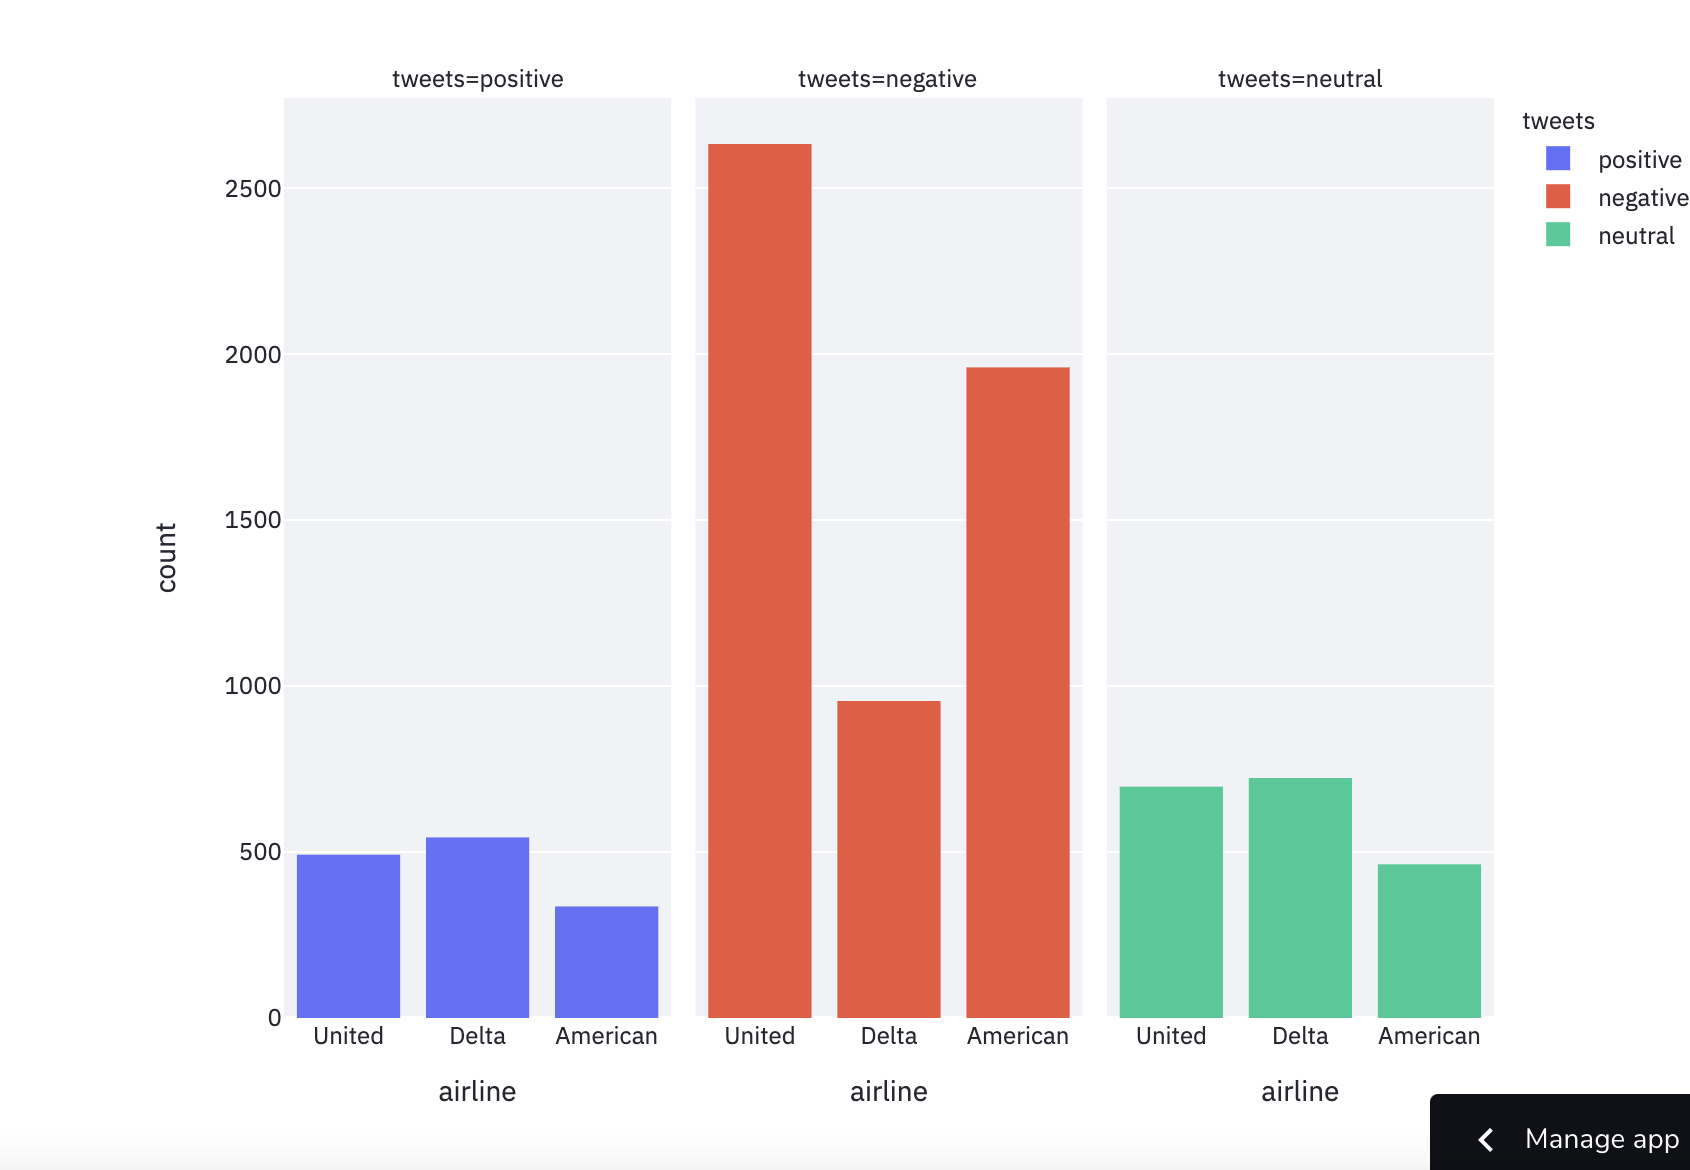 tweets=positive
tweets=negative
tweets=neutral
tweets
positive
negative
neutral
count
2500
2000
1500
1000
500
0
United
Delta
American
United
Delta
American
United
Delta
American
airline
airline
airline
Manage app